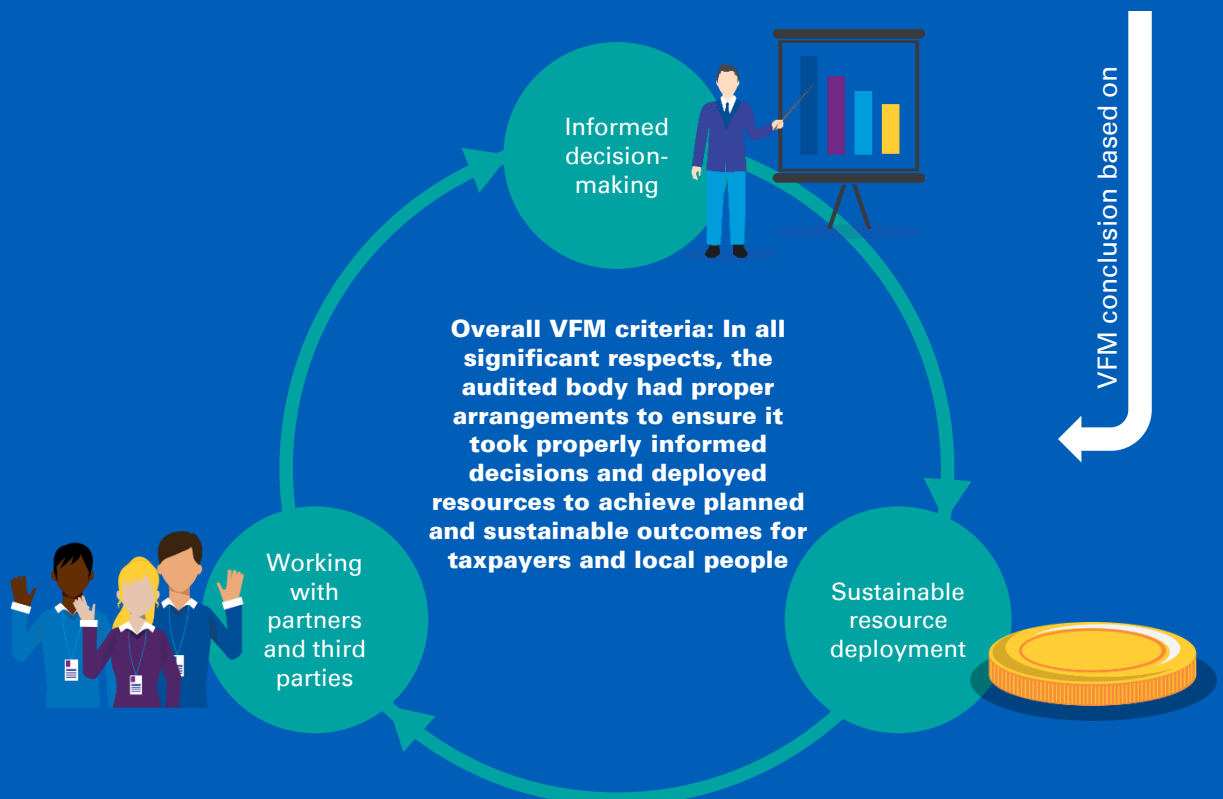 Informed
decision-
making
VFM conclusion based on
Overall VFM criteria: In all
significant respects, the
audited body had proper
arrangements to ensure it
took properly informed
decisions and deployed
resources to achieve planned
and sustainable outcomes for
taxpayers and local people
Working
with
partners
and third
parties
Sustainable
resource
deployment